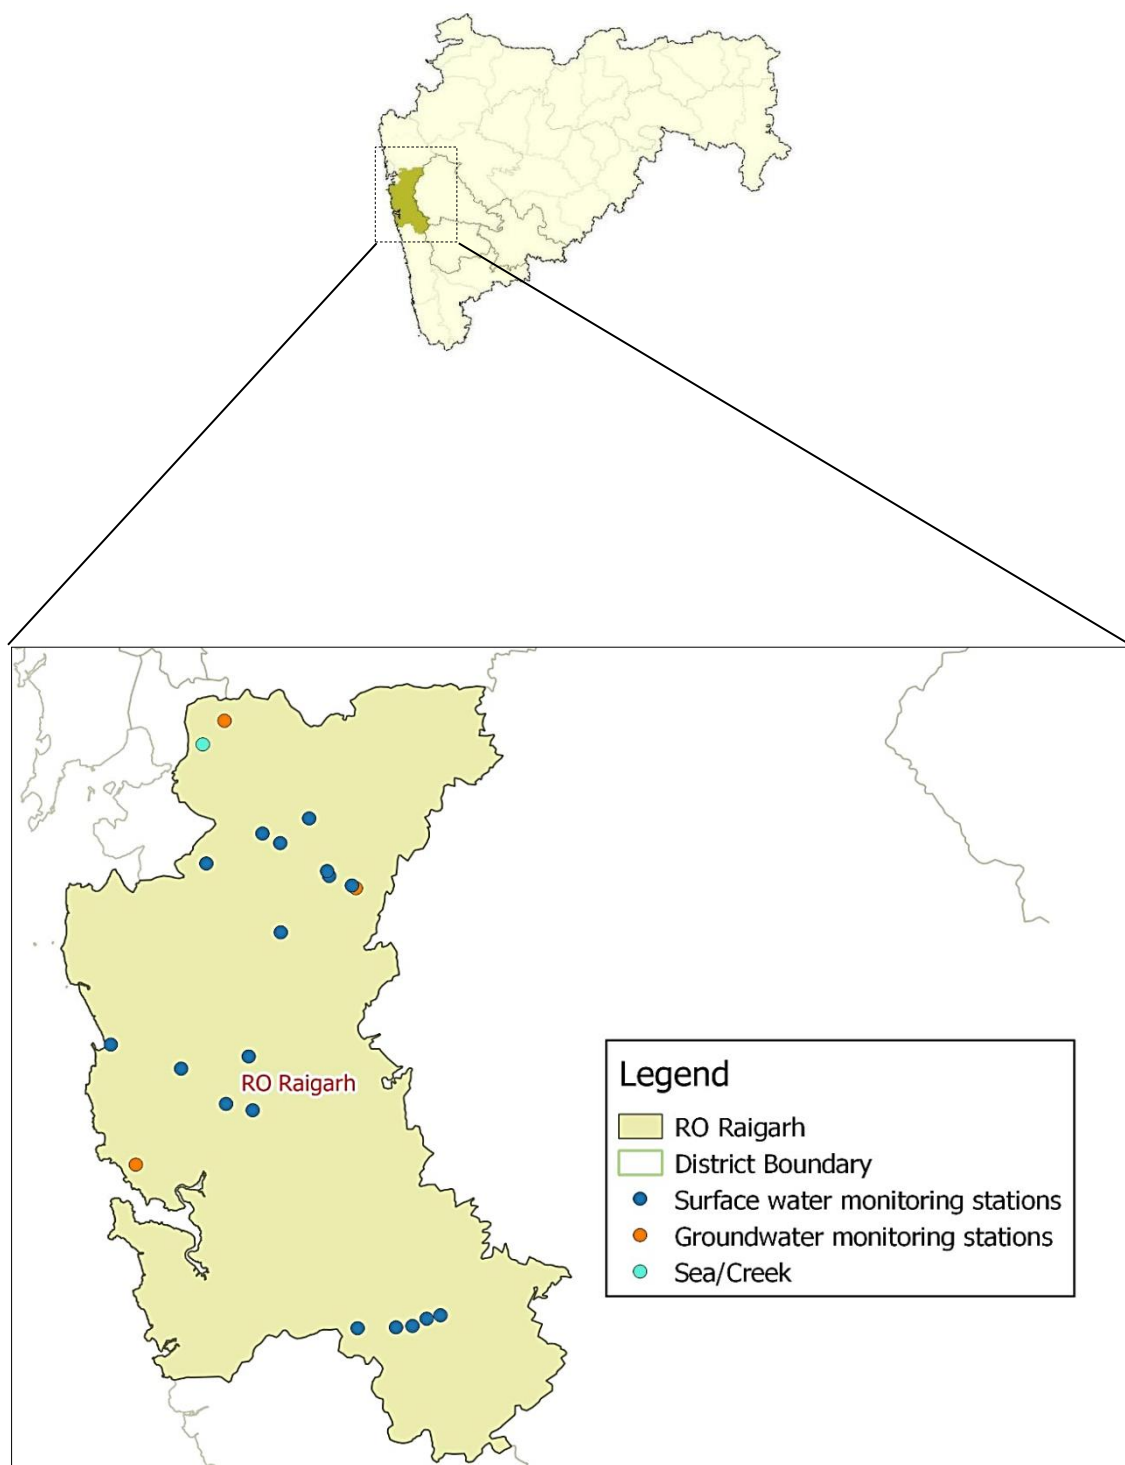 RO Raigarh
Legend
RO Raigarh
District Boundary
Surface water monitoring stations
Groundwater monitoring stations
Sea/Creek